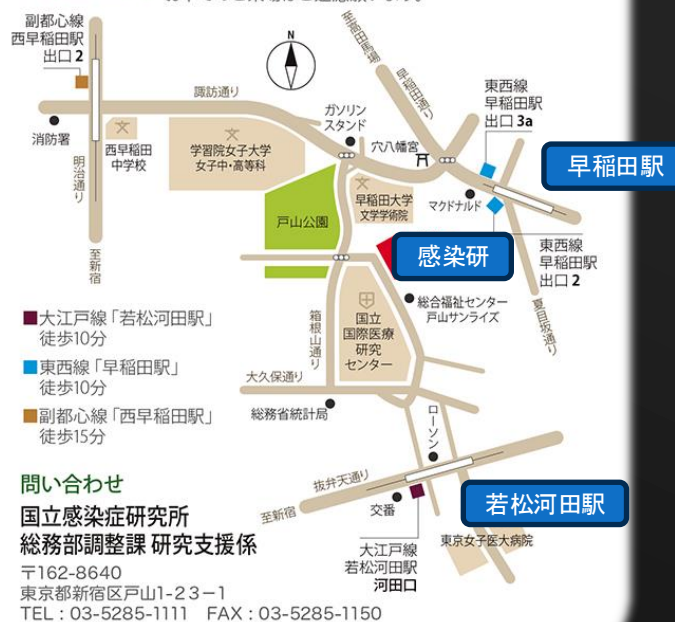 副都心線
西早稲田駅
出口 2
N
至高田馬場
早稲田通り
諏訪通り
ガソリン
スタンド
東西線
早稲田駅
出口 3a
消防署
西早稲田
中学校
学習院女子大学
女子中・高等科
穴八幡宮
早稲田駅
明治通り
早稲田大学
文学学術院
マクドナルド
戸山公園
感染研
東西線
早稲田駅
出口 2
至新宿
総合福祉センター
戸山サンライズ
夏目坂通り
国立
国際医療
研究
センター
箱根山通り
大江戸線「若松河田駅」
徒歩10分
東西線「早稲田駅」
徒歩10分
副都心線「西早稲田駅」
徒歩15分
大久保通り
総務省統計局
ローソン
抜弁天通り
至新宿
交番
若松河田駅
東京女子医大病院
大江戸線
若松河田駅
河田口
問い合わせ
国立感染症研究所
総務部調整課 研究支援係
〒162-8640
東京都新宿区戸山1-23-1
TEL : 03-5285-1111 FAX : 03-5285-1150